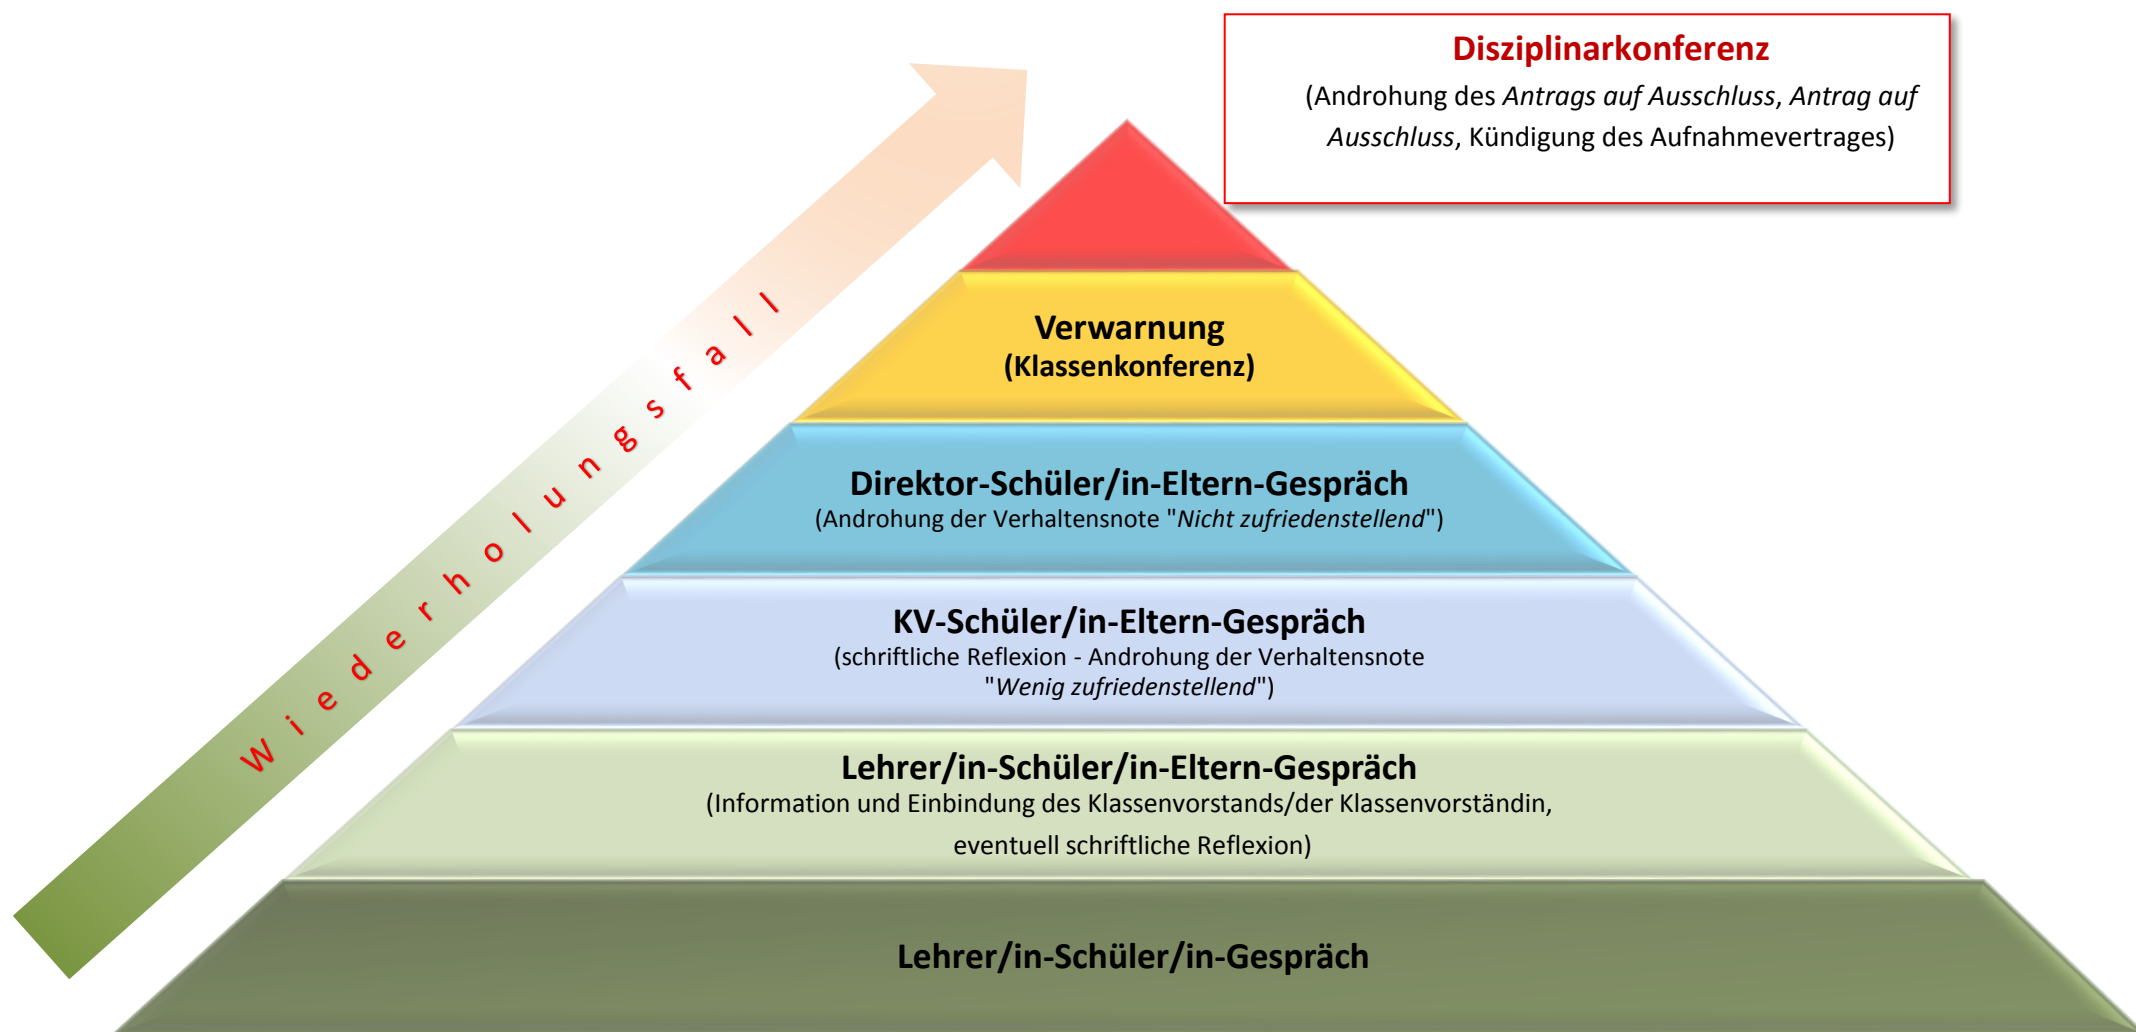 Disziplinarkonferenz
(Androhung des Antrags auf Ausschluss, Antrag auf
Ausschluss, Kündigung des Aufnahmevertrages)
Wiederholungsfall
Verwarnung
(Klassenkonferenz)
Direktor-Schüler/in-Eltern-Gespräch
(Androhung der Verhaltensnote "Nicht zufriedenstellend")
KV-Schüler/in-Eltern-Gespräch
(schriftliche Reflexion - Androhung der Verhaltensnote
"Wenig zufriedenstellend")
Lehrer/in-Schüler/in-Eltern-Gespräch
(Information und Einbindung des Klassenvorstands/der Klassenvorständin,
eventuell schriftliche Reflexion)
Lehrer/in-Schüler/in-Gespräch